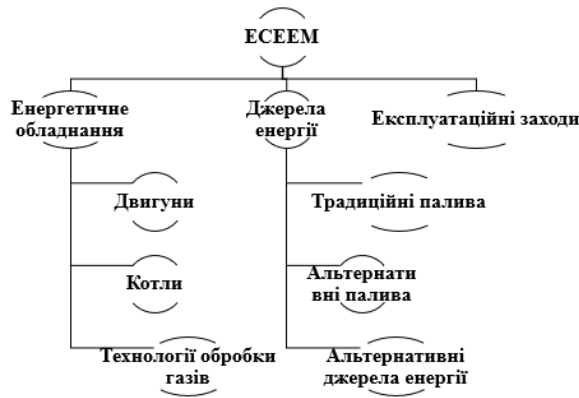 ЕСЕЕМ
Енергетичне
обладнання
Джерела
енергії
Експлуатаційні заходи
Двигуни
Котли
Технології обробки
газів
Традиційні палива
Альтернати
вні палива
Альтернативні
джерела енергії